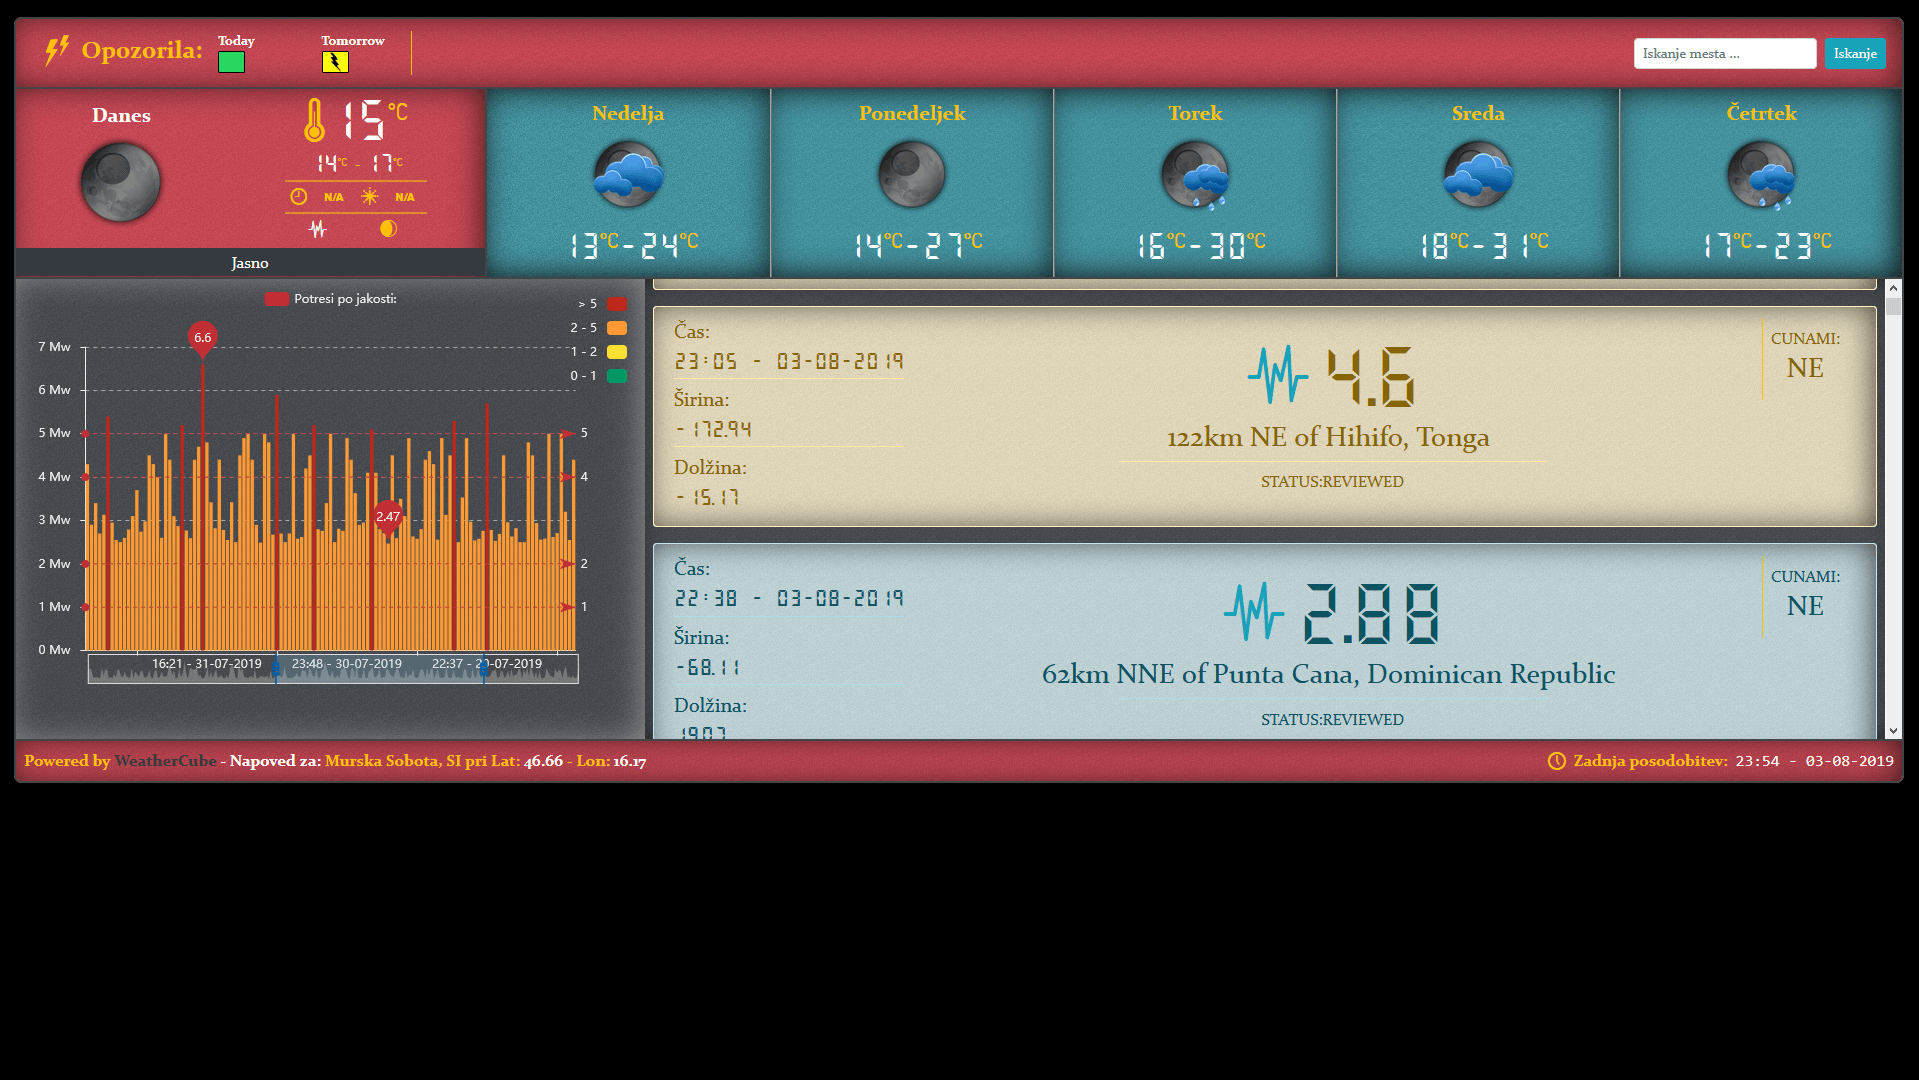 Opozorila:
Today
Tomorrow
Iskanje mesta ...
Iskanje
Danes
15 °C
14°C - 17°C
N/A
N/A
Jasno
Nedelja
13°C-24°C
Ponedeljek
14°C-27°C
Torek
16°C-30°C
Sreda
18°C-31°C
Četrtek
17°C-23°C
Potresi po jakosti:
> 5
2 - 5
1 - 2
0 - 1
7 Mw
6 Mw
5 Mw
4 Mw
3 Mw
2 Mw
1 Mw
0 Mw
6.6
2.47
5
4
2
1
16:21 - 31-07-2019
23:48 - 30-07-2019
22:37 - 20-07-2019
Čas:
23:05 - 03-08-2019
Širina:
-172.94
Dolžina:
-15.17
4.6
122km NE of Hihifo, Tonga
STATUS:REVIEWED
CUNAMI:
NE
Čas:
22:38 - 03-08-2019
Širina:
-68.11
Dolžina:
19.07
2.88
62km NNE of Punta Cana, Dominican Republic
STATUS:REVIEWED
CUNAMI:
NE
Powered by WeatherCube - Napoved za: Murska Sobota, SI pri Lat: 46.66 - Lon: 16.17
Zadnja posodobitev: 23:54 - 03-08-2019